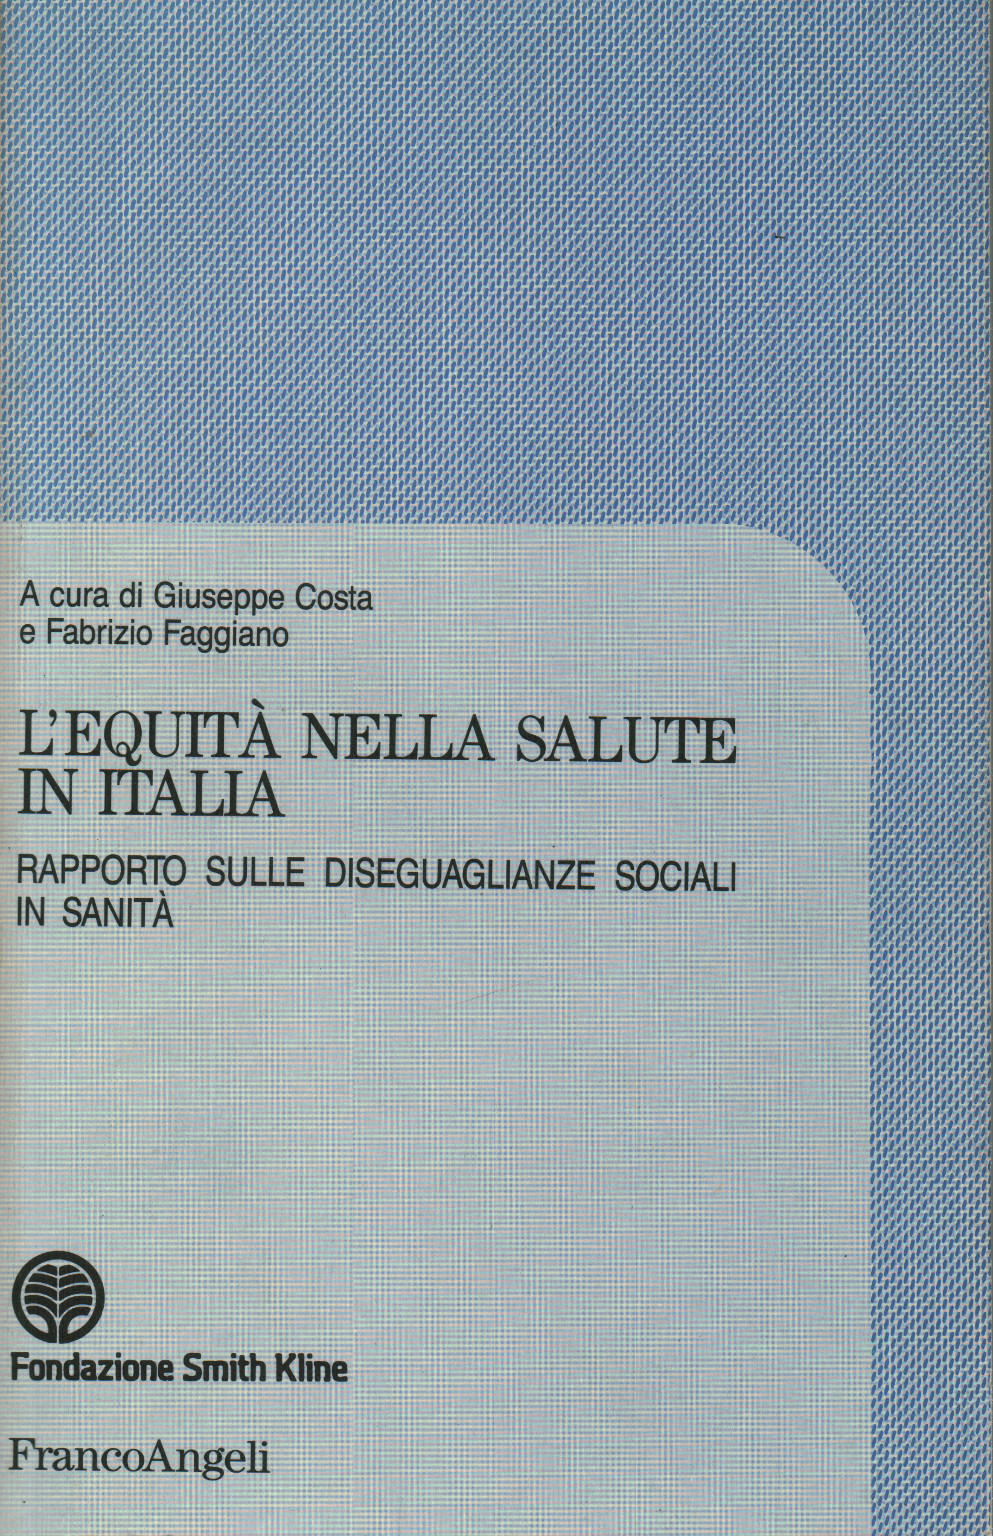 A cura di Giuseppe Costa
e Fabrizio Faggiano
L'EQUITÀ NELLA SALUTE
IN ITALIA
RAPPORTO SULLE DISEGUAGLIANZE SOCIALI
IN SANITÀ
Fondazione Smith Kline
FrancoAngeli